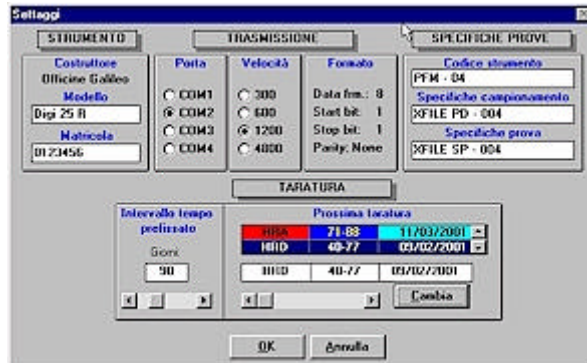 Settaggi
STRUMENTO
TRASMISSIONE
SPECIFICHE PROVE
Costruttore
Officine Galileo
Modello
Digi 25 R
Matricola
0123456
Porta
COM1
COM2
COM3
COM4
Velocità
300
600
1200
4800
Formato
Data frm.: 8
Start bit: 1
Stop bit: 1
Parity: None
Codice strumento
PFM - 04
Specifiche campionamento
XFILE PD - 004
Specifiche prova
XFILE SP - 004
TARATURA
Intervallo tempo
prefissato
Giorni
90
Prossima taratura
HRA 71-88 11/03/2001
HRD 40-77 09/02/2001
HRD 40-77 09/02/2001
Cambia
OK
Annulla